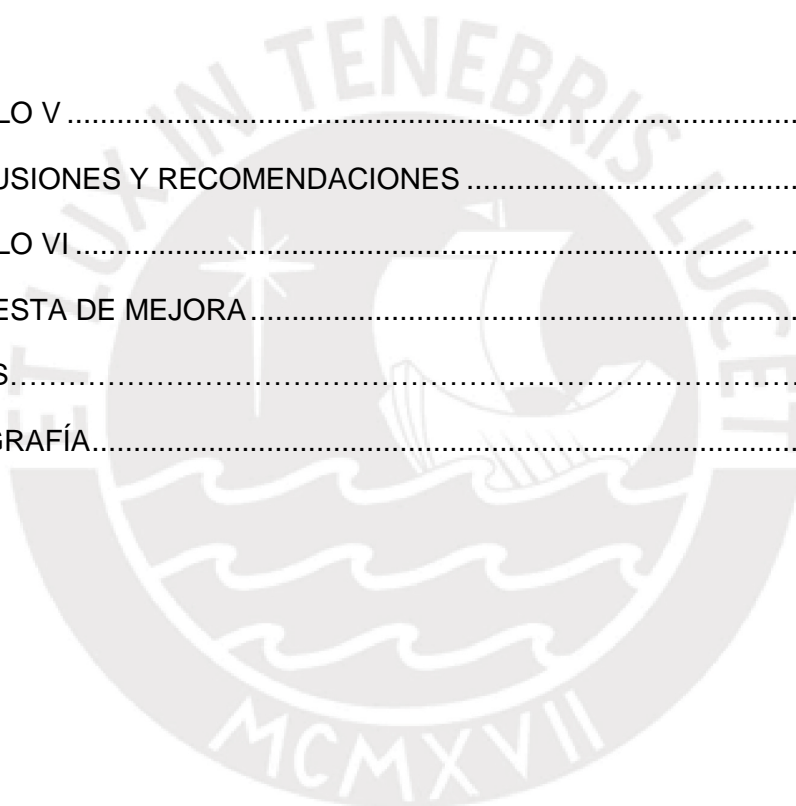 ET LUX IN TENEBRIS LUCET
LO V ........................................................................................
USIONES Y RECOMENDACIONES ........................................
LO VI ........................................................................................
ESTA DE MEJORA ..................................................................
S……………………………………………………………………
GRAFÍA....................................................................................
MCMXVII